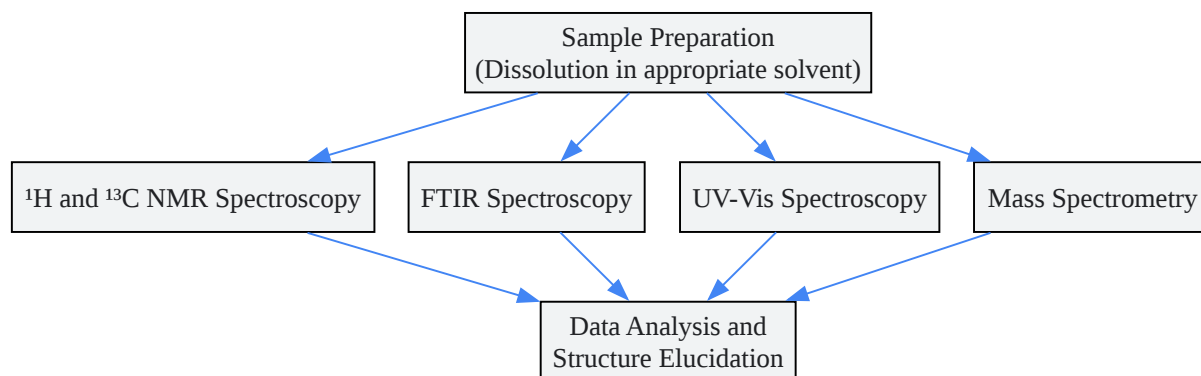 Sample Preparation
(Dissolution in appropriate solvent)
¹H and ¹³C NMR Spectroscopy
FTIR Spectroscopy
UV-Vis Spectroscopy
Mass Spectrometry
Data Analysis and
Structure Elucidation